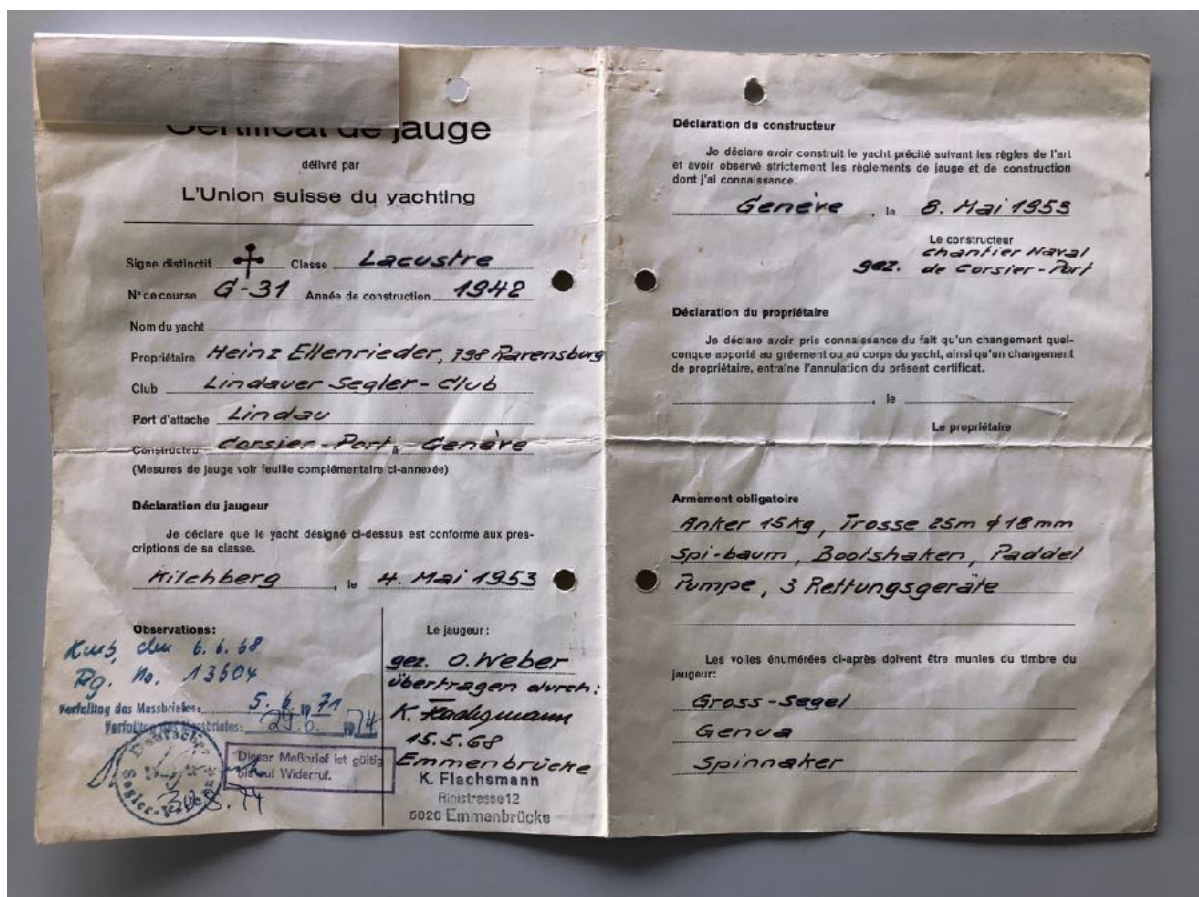 Certificat de jauge
délivré par
L'Union suisse du yachting
Signe distinctif Classe Lacustre
N° de course G-31 Année de construction 1942
Nom du yacht
Propriétaire Heinz Ellenrieder, 798 Ravensburg
Club Lindauer Segler-Club
Port d'attache Lindau
Constructeu Corsier-Port à Genève
(Mesures de jauge voir feuille complémentaire ci-annexée)
Déclaration du jaugeur
Je déclare que le yacht désigné ci-dessus est conforme aux pres-
criptions de sa classe.
Kilchberg, le 4. Mai 1953
Observations:
den 6.6.68
Rg. No. 13504
Verfalltag des Messbriefes: 5. 6. 1971
Verfalltag des Messbriefes: 29.6. 1974
Dieser Meßbrief ist gültig
bis auf Widerruf.
Deutscher
Segler-
Le jaugeur:
gez. O. Weber
übertragen durch:
K. Flachsmann
15.5.68
Emmenbrücke
K. Flachsmann
6020 Emmenbrücke
Déclaration du constructeur
Je déclare avoir construit le yacht précité suivant les règles de l'art
et avoir observé strictement les règlements de jauge et de construction
dont j'ai connaissance.
Genève, le 8. Mai 1953
Le constructeur
Chantier Naval
gez. de Corsier-Port
Déclaration du propriétaire
Je déclare avoir pris connaissance du fait qu'un changement quel-
conque apporté au gréement ou au corps du yacht, ainsi qu'un changement
de propriétaire, entraîne l'annulation du présent certificat.
, le
Le propriétaire
Armement obligatoire
Anker 15kg, Trosse 25m ∅ 18mm
Spi-baum, Bootshaken, Paddel
Pumpe, 3 Rettungsgeräte
Les voiles énumérées ci-après doivent être munies du timbre du
jaugeur:
Gross-Segel
Genua
Spinnaker